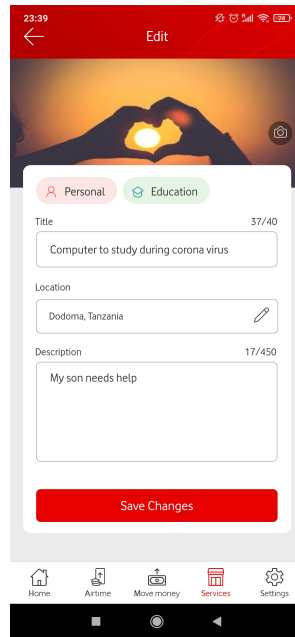 23:39
74
Edit
Personal
Education
Title 37/40
Computer to study during corona virus
Location
Dodoma, Tanzania
Description 17/450
My son needs help
Save Changes
Home Airtime Move money Services Settings